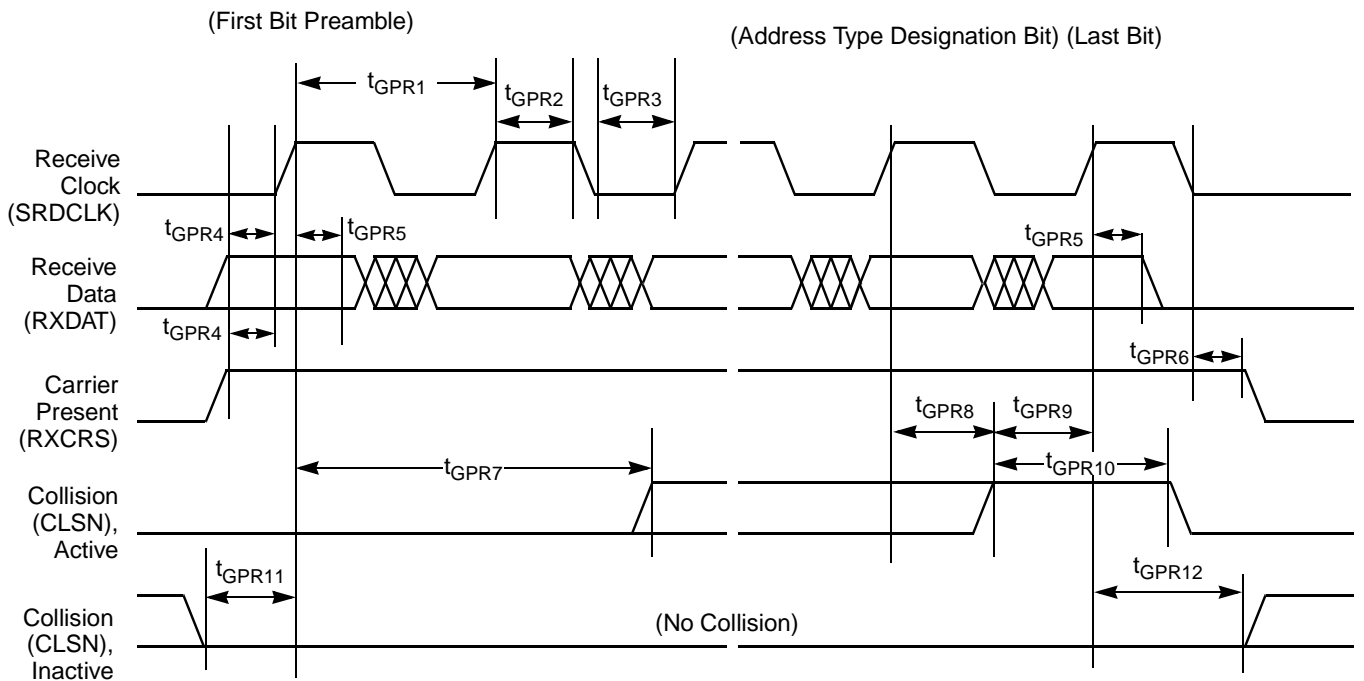 (First Bit Preamble)
(Address Type Designation Bit) (Last Bit)
tGPR1
tGPR2
tGPR3
Receive
Clock
(SRDCLK)
tGPR4
tGPR5
tGPR5
Receive
Data
(RXDAT)
tGPR4
tGPR6
Carrier
Present
(RXCRS)
tGPR8
tGPR9
tGPR7
tGPR10
Collision
(CLSN),
Active
tGPR11
tGPR12
Collision
(CLSN),
Inactive
(No Collision)